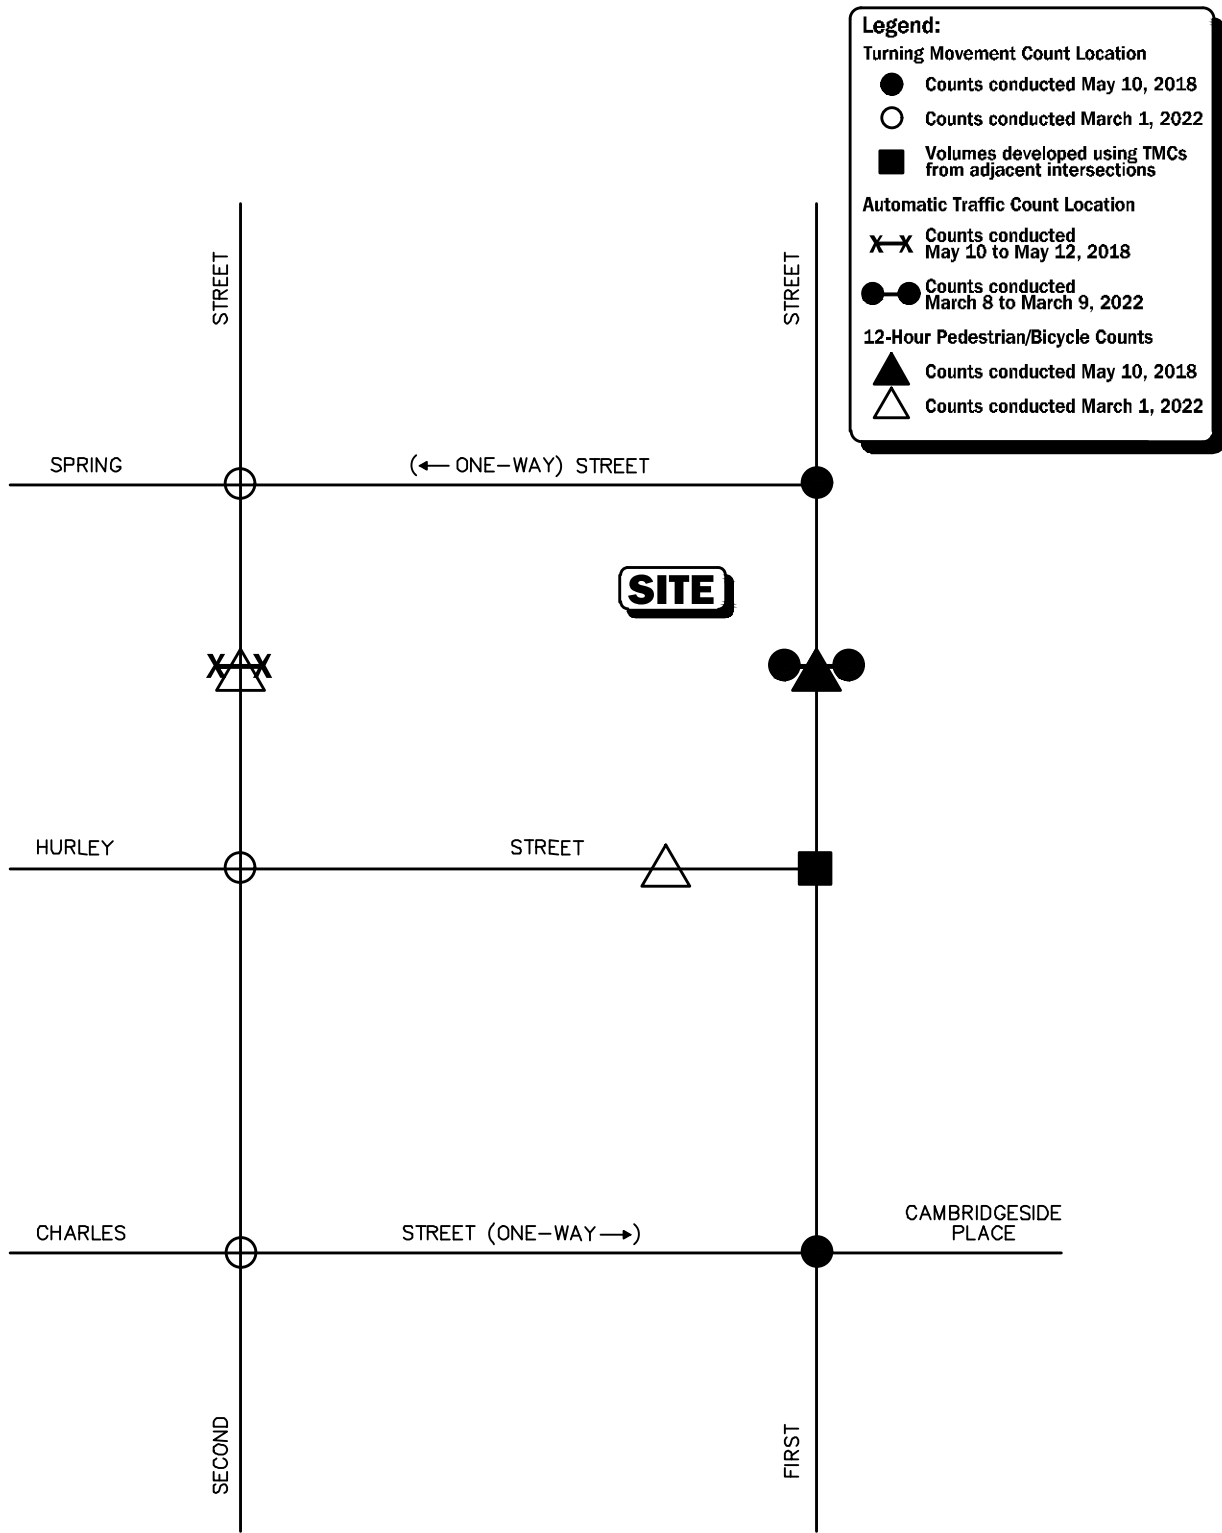 Legend:
Turning Movement Count Location
Counts conducted May 10, 2018
Counts conducted March 1, 2022
Volumes developed using TMCs
from adjacent intersections
Automatic Traffic Count Location
X X Counts conducted
May 10 to May 12, 2018
Counts conducted
March 8 to March 9, 2022
12-Hour Pedestrian/Bicycle Counts
Counts conducted May 10, 2018
Counts conducted March 1, 2022
STREET
STREET
SPRING
(← ONE-WAY) STREET
SITE
X X
HURLEY
STREET
CHARLES
STREET (ONE-WAY→)
CAMBRIDGESIDE
PLACE
SECOND
FIRST